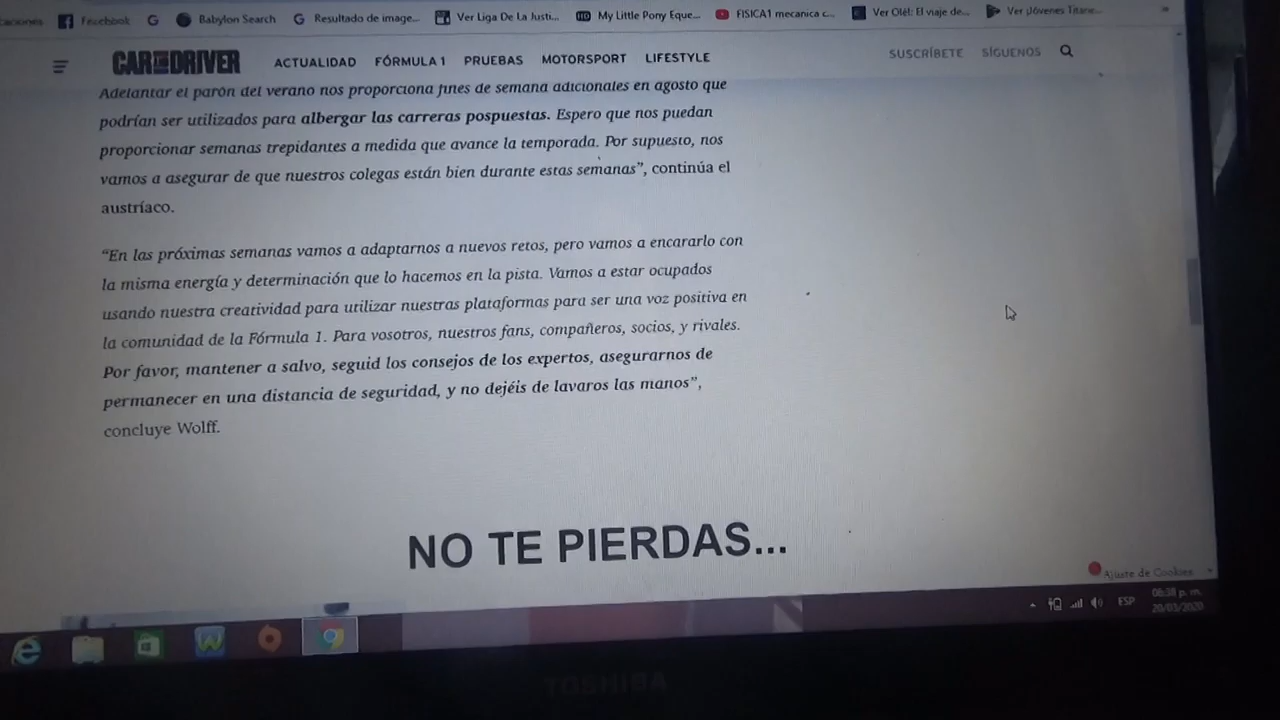 Facebook Babylon Search Resultado de image... Ver Liga De La Justi... My Little Pony Eque... FISICA1 mecanica c... Ver Olé!: El viaje de... Ver Jóvenes Titane... »
CAR AND DRIVER ACTUALIDAD FÓRMULA 1 PRUEBAS MOTORSPORT LIFESTYLE SUSCRÍBETE SÍGUENOS
Adelantar el parón del verano nos proporciona fines de semana adicionales en agosto que
podrían ser utilizados para albergar las carreras pospuestas. Espero que nos puedan
proporcionar semanas trepidantes a medida que avance la temporada. Por supuesto, nos
vamos a asegurar de que nuestros colegas están bien durante estas semanas”, continúa el
austríaco.
“En las próximas semanas vamos a adaptarnos a nuevos retos, pero vamos a encararlo con
la misma energía y determinación que lo hacemos en la pista. Vamos a estar ocupados
usando nuestra creatividad para utilizar nuestras plataformas para ser una voz positiva en
la comunidad de la Fórmula 1. Para vosotros, nuestros fans, compañeros, socios, y rivales.
Por favor, mantener a salvo, seguid los consejos de los expertos, asegurarnos de
permanecer en una distancia de seguridad, y no dejéis de lavaros las manos”,
concluye Wolff.
NO TE PIERDAS...
Ajuste de Cookies
ESP 06:38 p. m.
20/03/2020
TOSHIBA